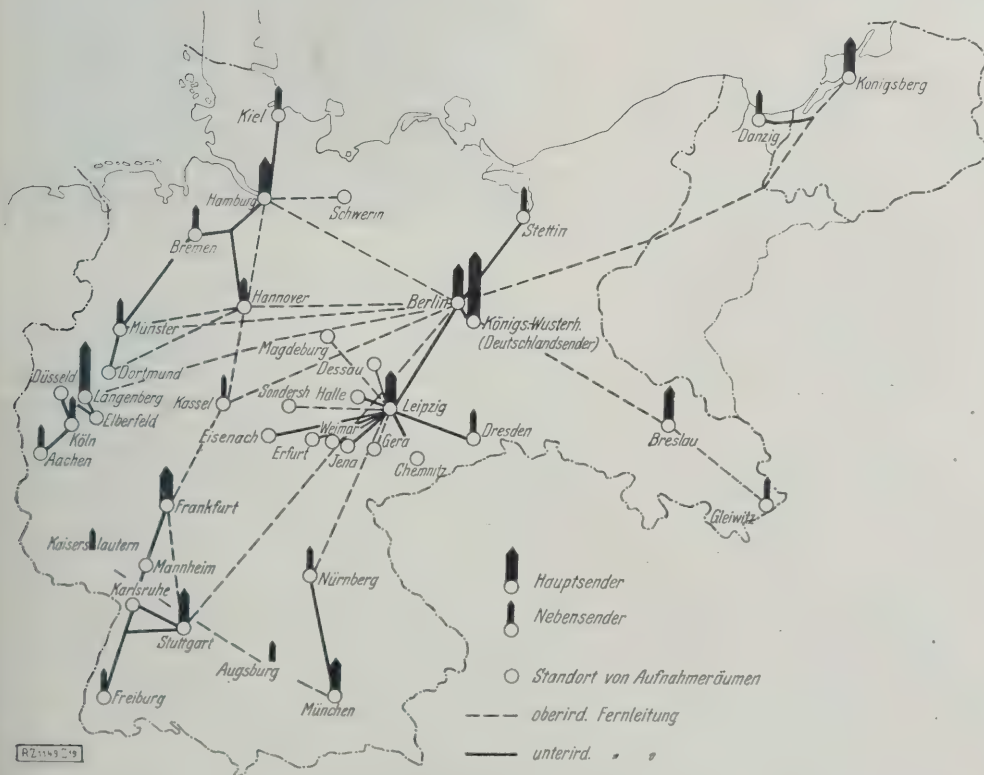 Königsberg
Kiel
Danzig
Hamburg
Schwerin
Stettin
Bremen
Hannover
Berlin
Münster
Königs-Wusterh.
(Deutschlandsender)
Magdeburg
Dessau
Düsseld
Dortmund
Langenberg
Kassel
Sondersh
Halle
Leipzig
Elberfeld
Köln
Weimar
Breslau
Eisenach
Erfurt
Jena
Gera
Dresden
Aachen
Chemnitz
Frankfurt
Gleiwitz
Kaiserslautern
Mannheim
Nürnberg
Hauptsender
Karlsruhe
Nebensender
Stuttgart
Augsburg
Standort von Aufnahmeräumen
Freiburg
München
oberird. Fernleitung
unterird. " "